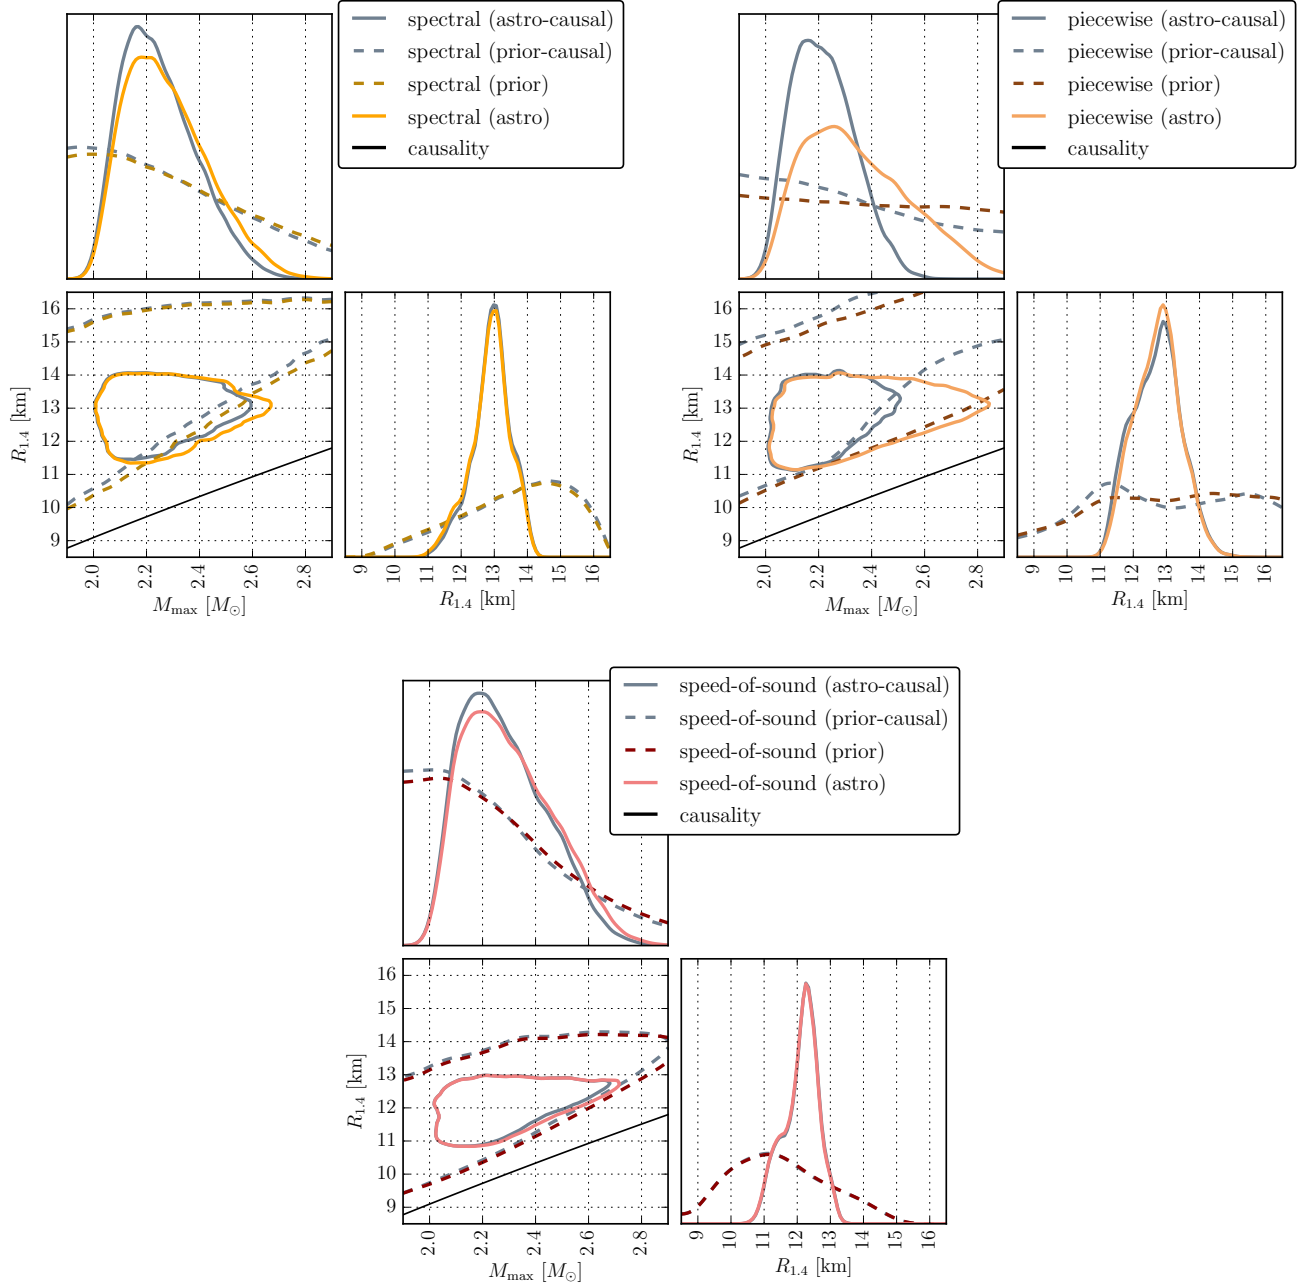 spectral (astro-causal)
spectral (prior-causal)
spectral (prior)
spectral (astro)
causality
16
15
14
13
12
11
10
9
R1.4 [km]
2.0 2.2 2.4 2.6 2.8
Mmax [M⊙]
9 10 11 12 13 14 15 16
R1.4 [km]
piecewise (astro-causal)
piecewise (prior-causal)
piecewise (prior)
piecewise (astro)
causality
16
15
14
13
12
11
10
9
R1.4 [km]
2.0 2.2 2.4 2.6 2.8
Mmax [M⊙]
9 10 11 12 13 14 15 16
R1.4 [km]
speed-of-sound (astro-causal)
speed-of-sound (prior-causal)
speed-of-sound (prior)
speed-of-sound (astro)
causality
16
15
14
13
12
11
10
9
R1.4 [km]
2.0 2.2 2.4 2.6 2.8
Mmax [M⊙]
9 10 11 12 13 14 15 16
R1.4 [km]